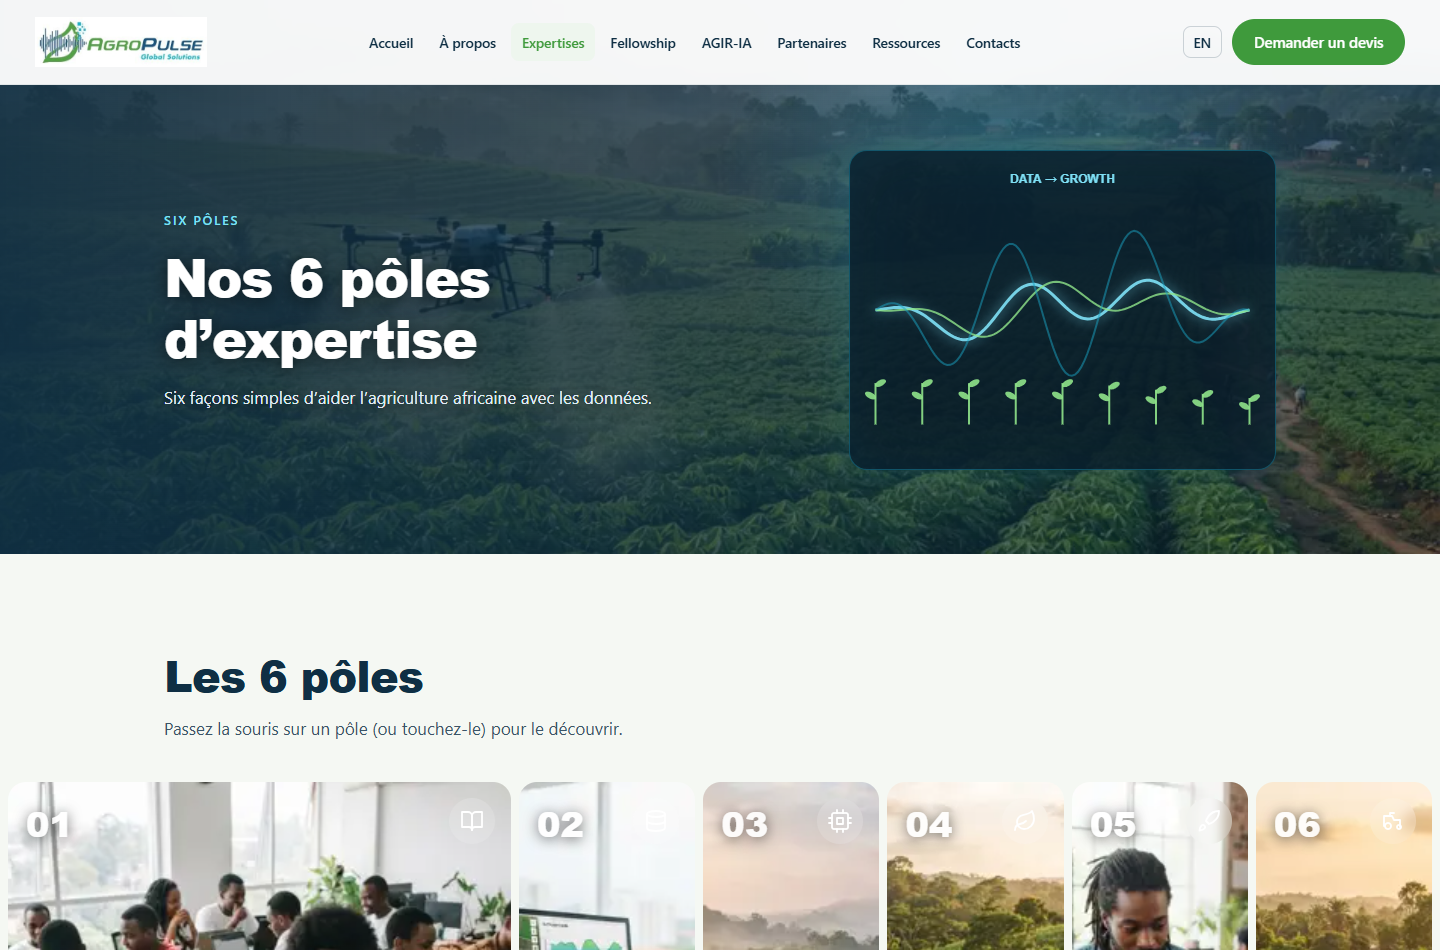 AGROPULSE
Global Solutions
Accueil
À propos
Expertises
Fellowship
AGIR-IA
Partenaires
Ressources
Contacts
EN
Demander un devis
SIX PÔLES
Nos 6 pôles
d’expertise
Six façons simples d’aider l’agriculture africaine avec les données.
DATA → GROWTH
Les 6 pôles
Passez la souris sur un pôle (ou touchez-le) pour le découvrir.
01
02
03
04
05
06